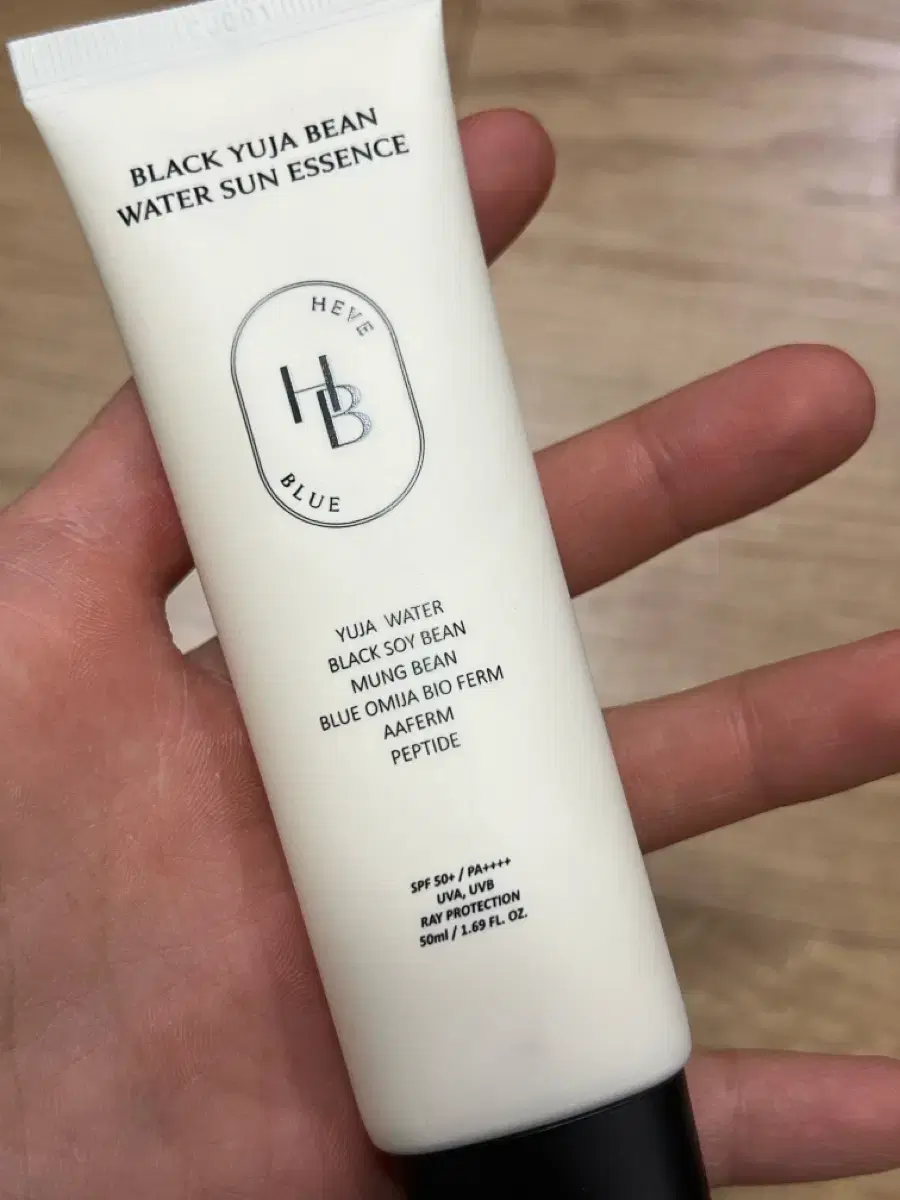 BLACK YUJA BEAN
WATER SUN ESSENCE
HEVE
HB
BLUE
YUJA WATER
BLACK SOY BEAN
MUNG BEAN
BLUE OMIJA BIO FERM
AAFERM
PEPTIDE
SPF 50+ / PA++++
UVA, UVB
RAY PROTECTION
50ml / 1.69 FL. OZ.